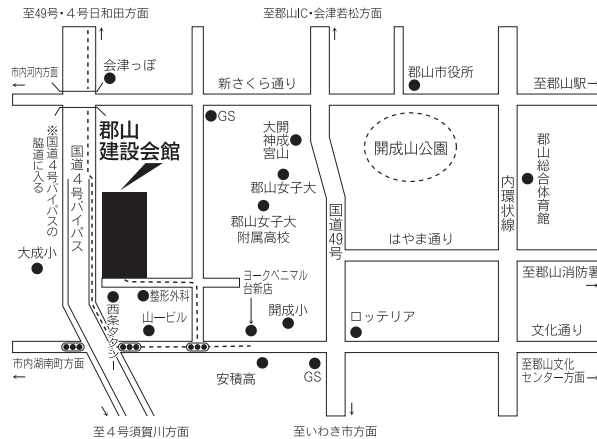 至49号・４号日和田方面
至郡山IC・会津若松方面
市内河内方面
会津っぽ
新さくら通り
郡山市役所
至郡山駅
GS
郡山
建設会館
大神宮
開成山
開成山公園
郡山総合体育館
※国道４号バイパスの
脇道に入る
国道４号バイパス
郡山女子大
郡山女子大
附属高校
国道49号
内環状線
はやま通り
大成小
ヨークベニマル
台新店
至郡山消防署
整形外科
西条タクシー
山一ビル
開成小
ロッテリア
文化通り
市内湖南町方面
安積高
GS
至郡山文化
センター方面
至４号須賀川方面
至いわき市方面